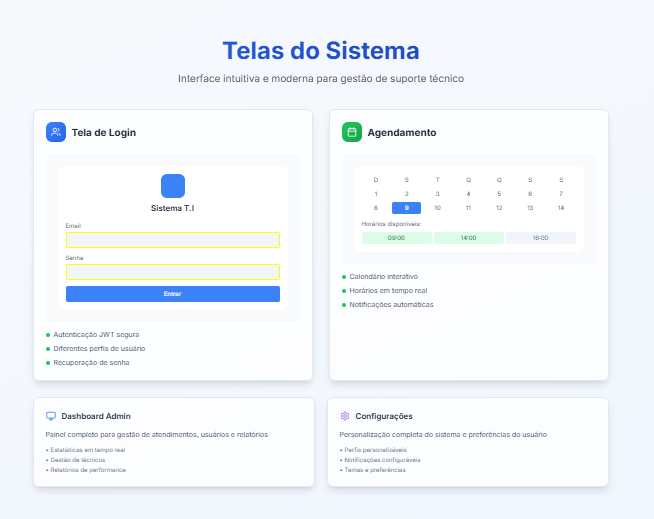 Telas do Sistema
Interface intuitiva e moderna para gestão de suporte técnico
Tela de Login
Sistema T.I
Email
Senha
Entrar
• Autenticação JWT segura
• Diferentes perfis de usuário
• Recuperação de senha
Agendamento
D S T Q Q S S
1 2 3 4 5 6 7
8 9 10 11 12 13 14
Horários disponíveis:
09:00 14:00 16:00
• Calendário interativo
• Horários em tempo real
• Notificações automáticas
Dashboard Admin
Painel completo para gestão de atendimentos, usuários e relatórios
• Estatísticas em tempo real
• Gestão de técnicos
• Relatórios de performance
Configurações
Personalização completa do sistema e preferências do usuário
• Perfis personalizáveis
• Notificações configuráveis
• Temas e preferências